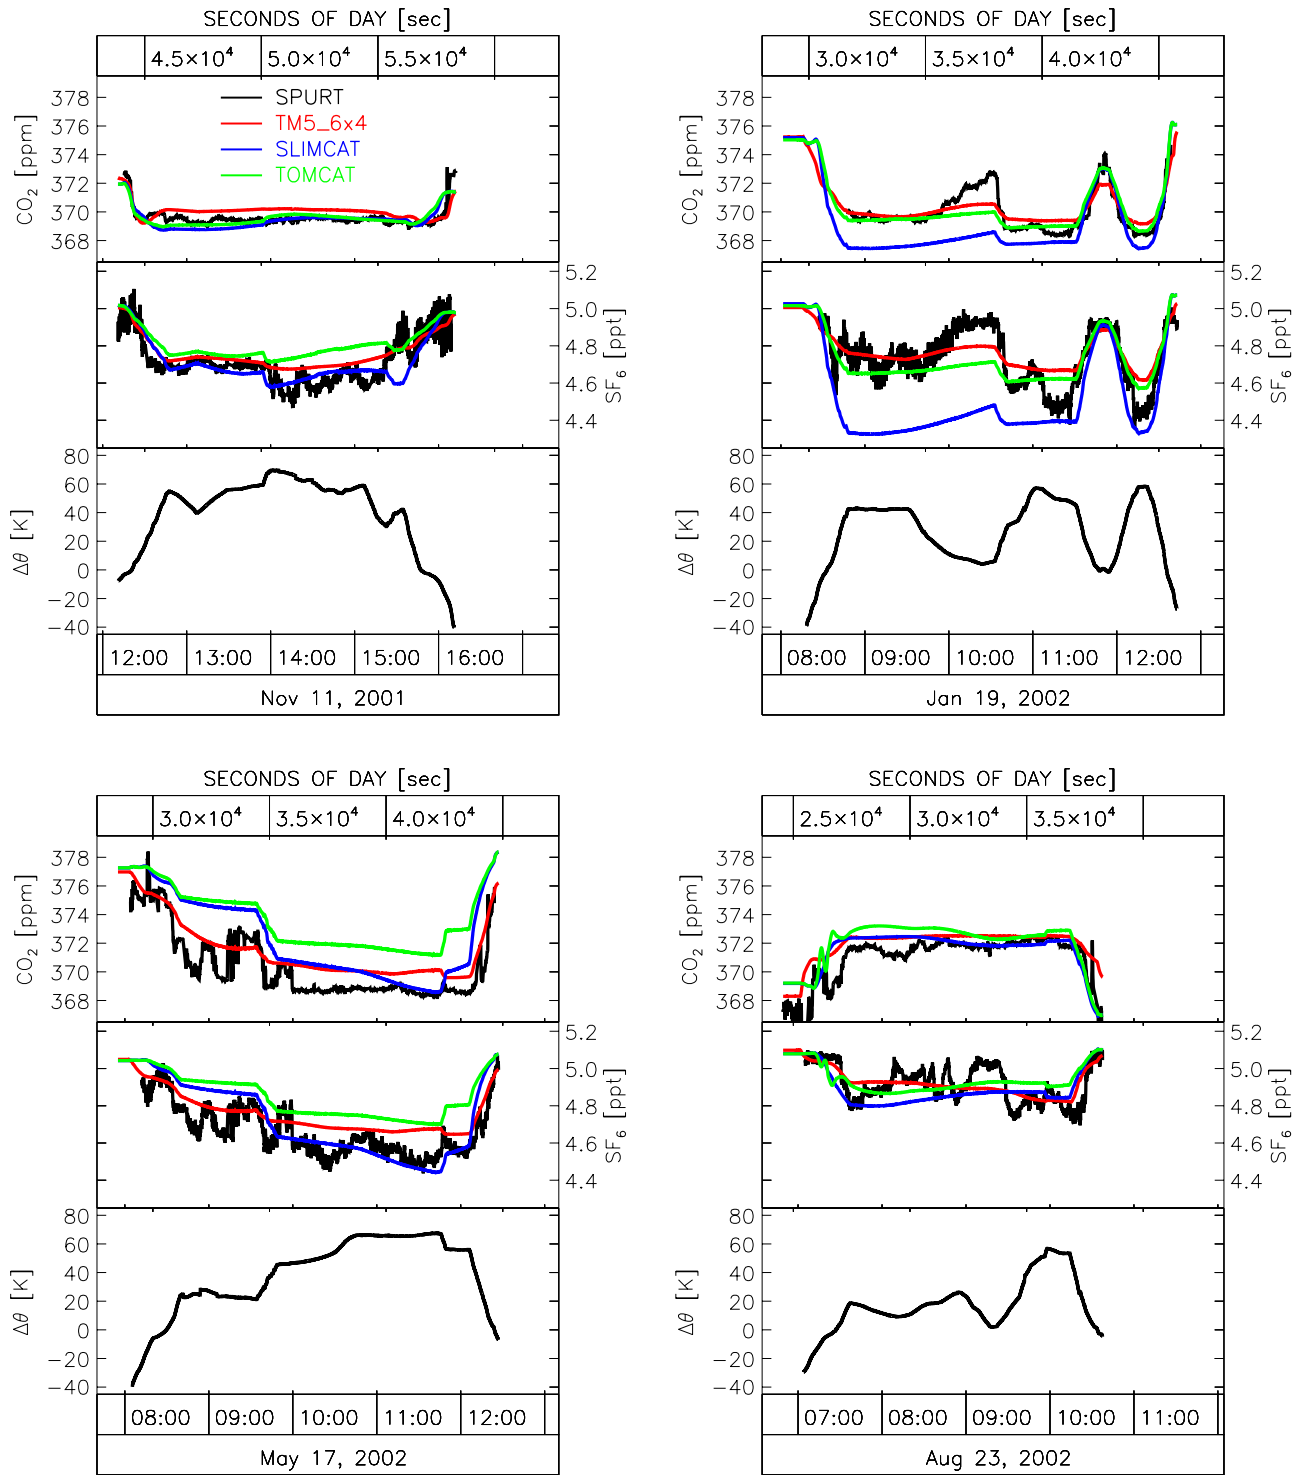 SECONDS OF DAY [sec]
4.5×10⁴ 5.0×10⁴ 5.5×10⁴
CO₂ [ppm]
378
376
374
372
370
368
SPURT
TM5_6x4
SLIMCAT
TOMCAT
SF₆ [ppt]
5.2
5.0
4.8
4.6
4.4
Δθ [K]
80
60
40
20
0
−20
−40
12:00 13:00 14:00 15:00 16:00
Nov 11, 2001
SECONDS OF DAY [sec]
3.0×10⁴ 3.5×10⁴ 4.0×10⁴
CO₂ [ppm]
378
376
374
372
370
368
SF₆ [ppt]
5.2
5.0
4.8
4.6
4.4
Δθ [K]
80
60
40
20
0
−20
−40
08:00 09:00 10:00 11:00 12:00
Jan 19, 2002
SECONDS OF DAY [sec]
3.0×10⁴ 3.5×10⁴ 4.0×10⁴
CO₂ [ppm]
378
376
374
372
370
368
SF₆ [ppt]
5.2
5.0
4.8
4.6
4.4
Δθ [K]
80
60
40
20
0
−20
−40
08:00 09:00 10:00 11:00 12:00
May 17, 2002
SECONDS OF DAY [sec]
2.5×10⁴ 3.0×10⁴ 3.5×10⁴
CO₂ [ppm]
378
376
374
372
370
368
SF₆ [ppt]
5.2
5.0
4.8
4.6
4.4
Δθ [K]
80
60
40
20
0
−20
−40
07:00 08:00 09:00 10:00 11:00
Aug 23, 2002